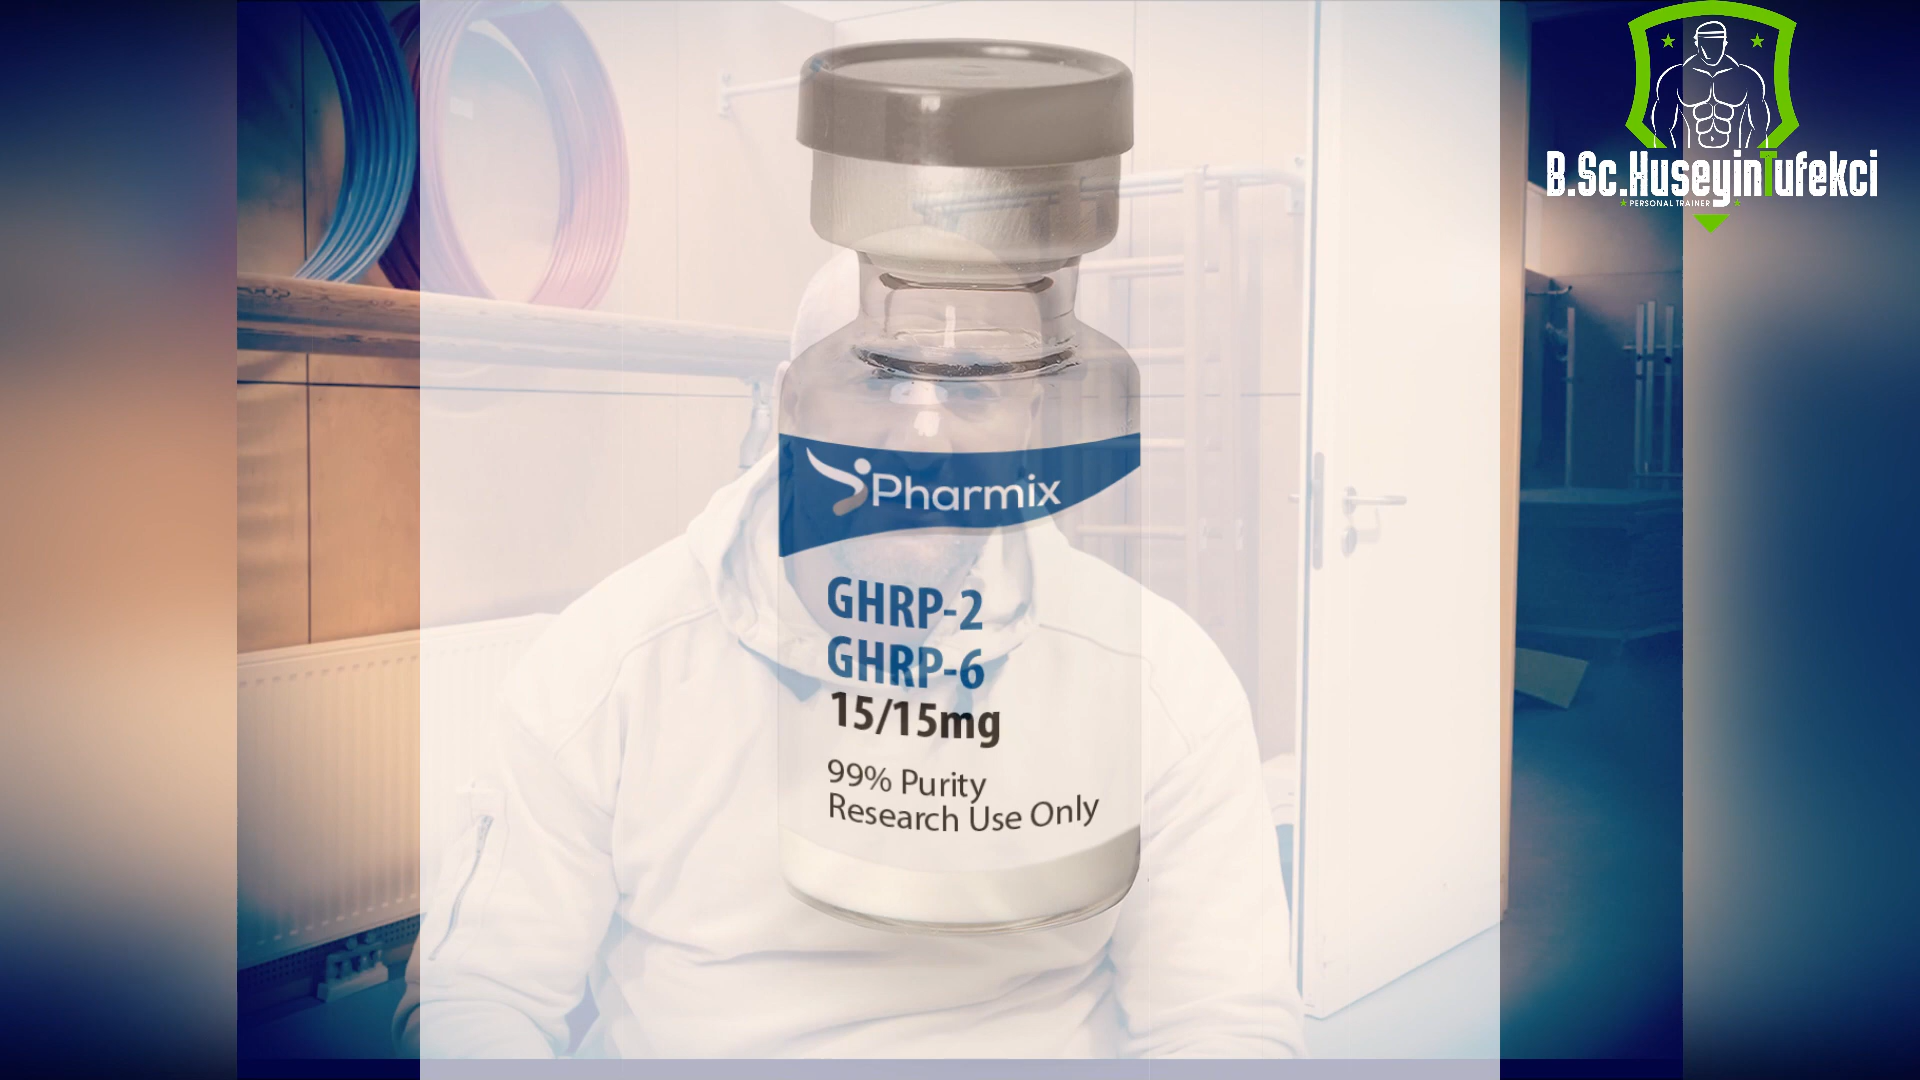 B.Sc.HuseyinTufekci
PERSONAL TRAINER
Pharmix
GHRP-2
GHRP-6
15/15mg
99% Purity
Research Use Only